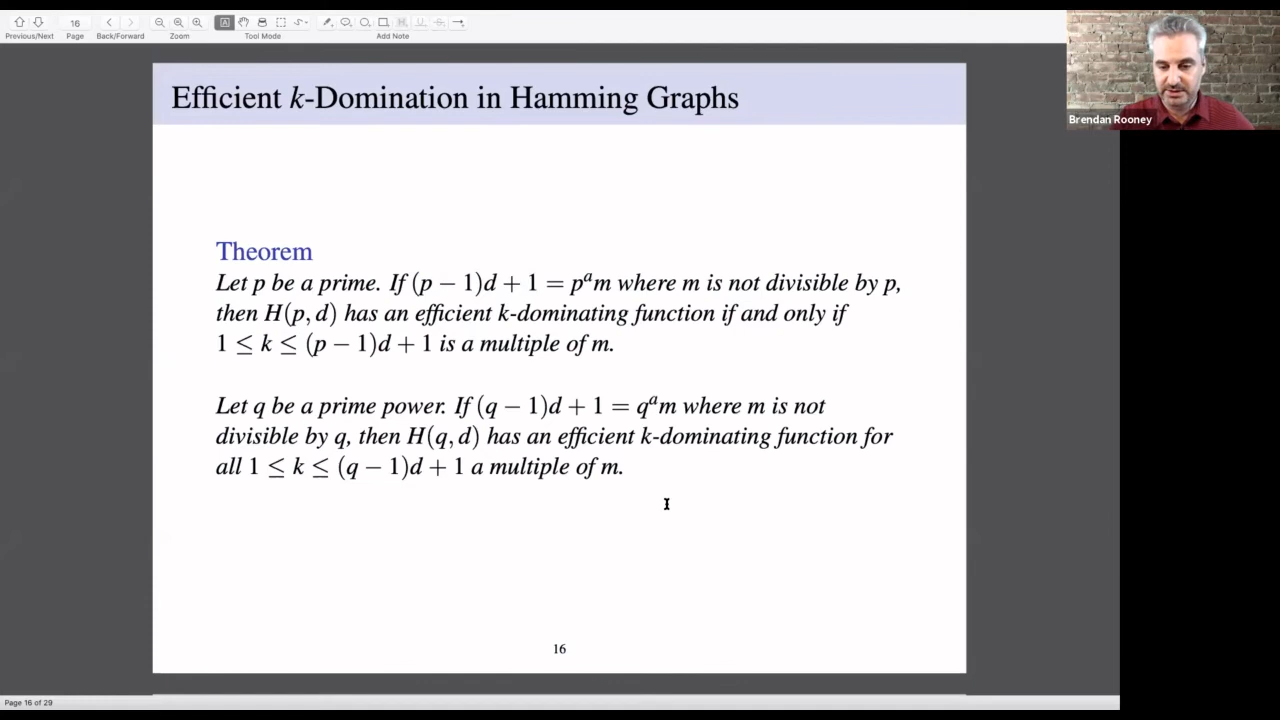 16
Previous/Next Page Back/Forward Zoom Tool Mode Add Note
Brendan Rooney
Efficient k-Domination in Hamming Graphs
Theorem
Let p be a prime. If (p − 1)d + 1 = pᵃm where m is not divisible by p,
then H(p, d) has an efficient k-dominating function if and only if
1 ≤ k ≤ (p − 1)d + 1 is a multiple of m.
Let q be a prime power. If (q − 1)d + 1 = qᵃm where m is not
divisible by q, then H(q, d) has an efficient k-dominating function for
all 1 ≤ k ≤ (q − 1)d + 1 a multiple of m.
16
Page 16 of 29